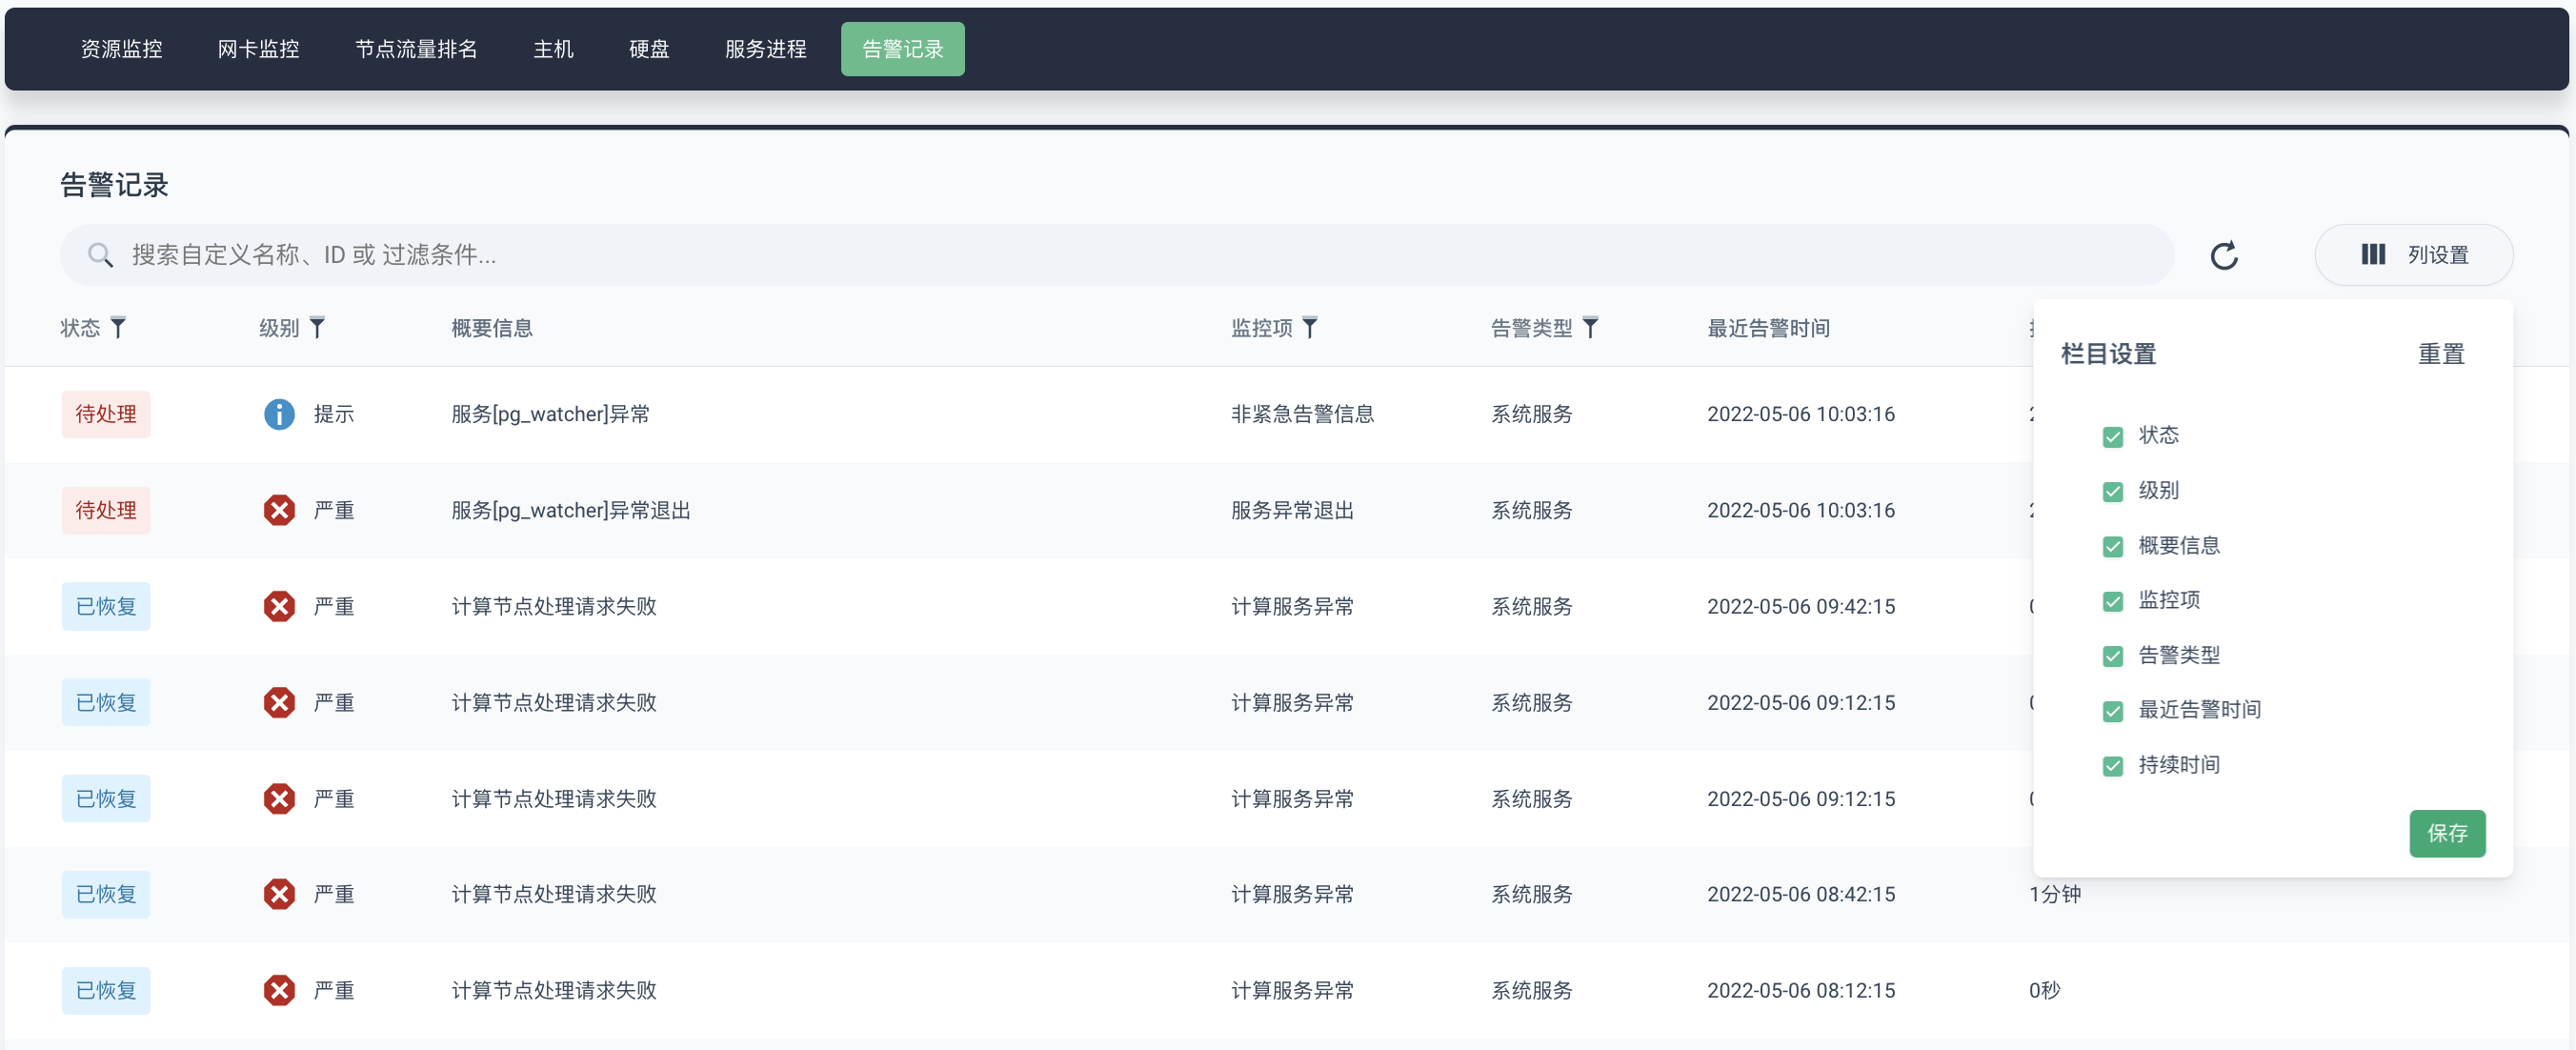 资源监控 网卡监控 节点流量排名 主机 硬盘 服务进程 告警记录
告警记录
搜索自定义名称、ID 或 过滤条件...
列设置
状态 级别 概要信息 监控项 告警类型 最近告警时间
待处理 提示 服务[pg_watcher]异常 非紧急告警信息 系统服务 2022-05-06 10:03:16
待处理 严重 服务[pg_watcher]异常退出 服务异常退出 系统服务 2022-05-06 10:03:16
已恢复 严重 计算节点处理请求失败 计算服务异常 系统服务 2022-05-06 09:42:15
已恢复 严重 计算节点处理请求失败 计算服务异常 系统服务 2022-05-06 09:12:15
已恢复 严重 计算节点处理请求失败 计算服务异常 系统服务 2022-05-06 09:12:15
已恢复 严重 计算节点处理请求失败 计算服务异常 系统服务 2022-05-06 08:42:15 1分钟
已恢复 严重 计算节点处理请求失败 计算服务异常 系统服务 2022-05-06 08:12:15 0秒
栏目设置 重置
状态
级别
概要信息
监控项
告警类型
最近告警时间
持续时间
保存